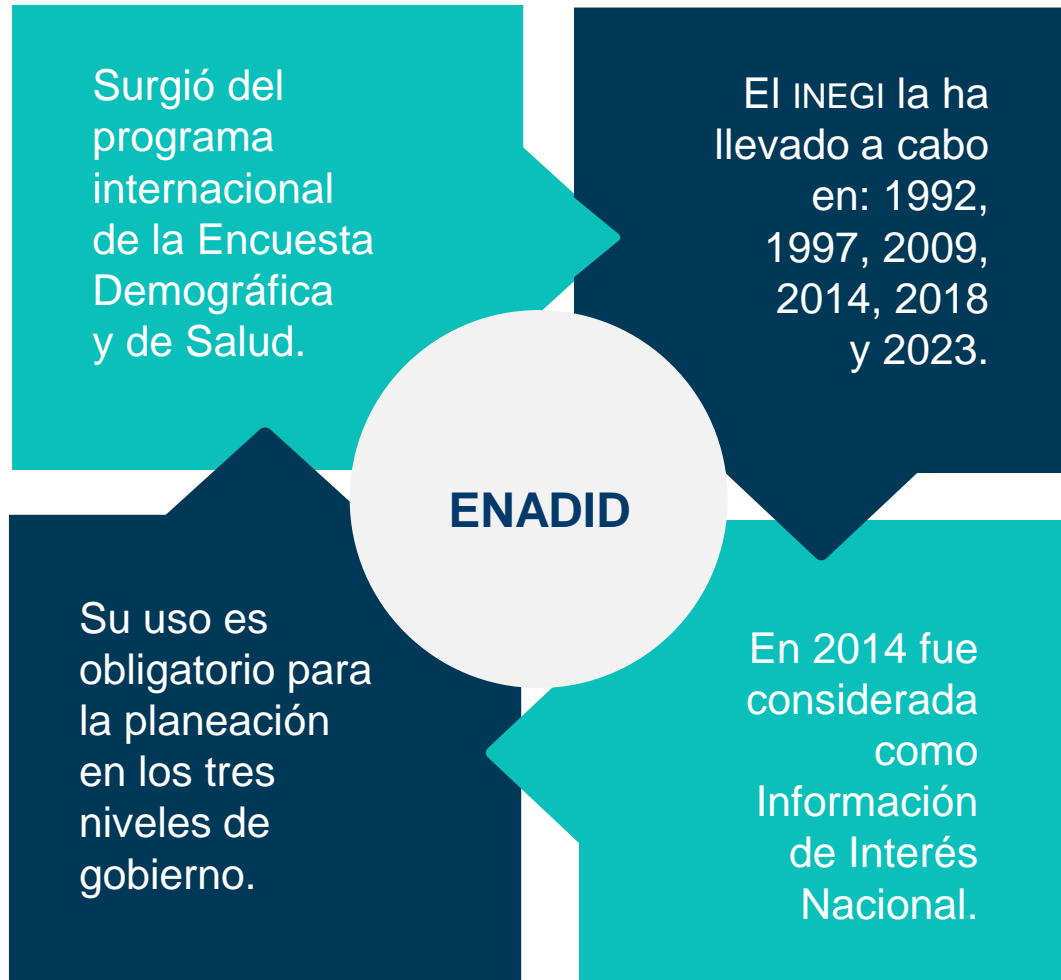 Surgió del
programa
internacional
de la Encuesta
Demográfica
y de Salud.
El INEGI la ha
llevado a cabo
en: 1992,
1997, 2009,
2014, 2018
y 2023.
ENADID
Su uso es
obligatorio para
la planeación
en los tres
niveles de
gobierno.
En 2014 fue
considerada
como
Información
de Interés
Nacional.